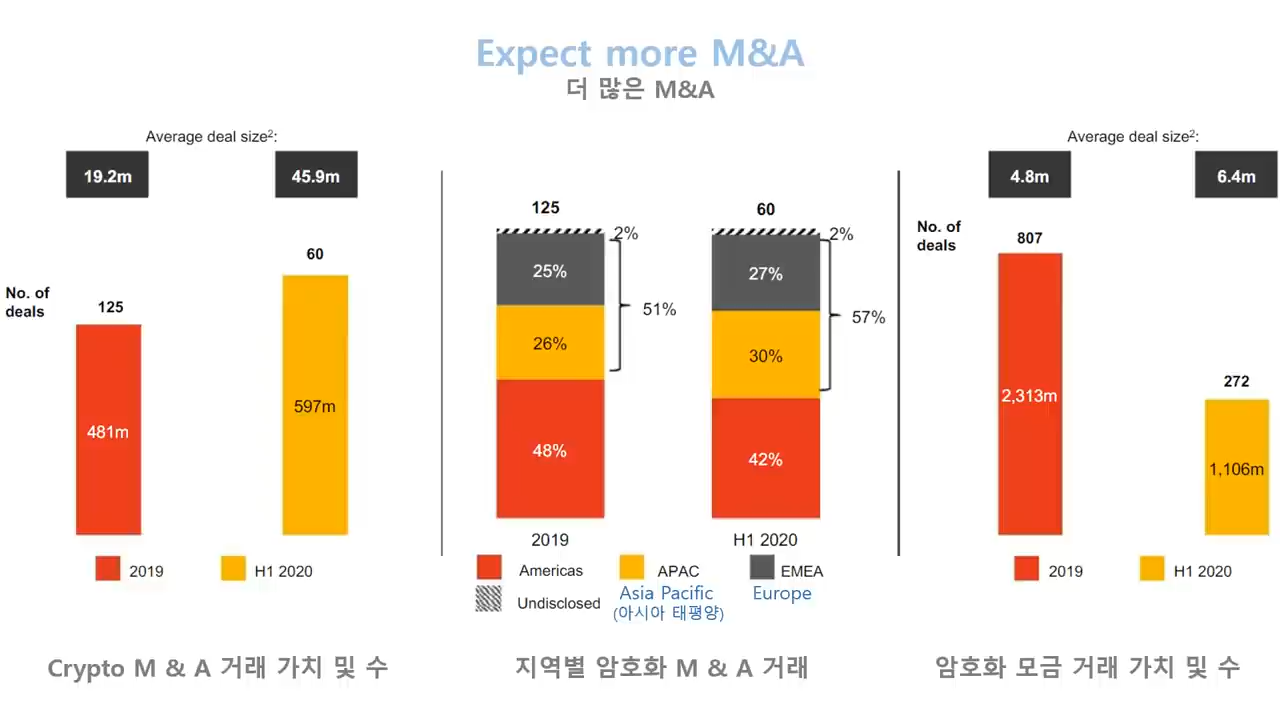 Expect more M&A
더 많은 M&A
Average deal size²:
19.2m
45.9m
No. of
deals
125
60
481m
597m
2019
H1 2020
Crypto M & A 거래 가치 및 수
125
60
2%
2%
25%
27%
51%
57%
26%
30%
48%
42%
2019
H1 2020
Americas
APAC
EMEA
Undisclosed
Asia Pacific
(아시아 태평양)
Europe
지역별 암호화 M & A 거래
Average deal size²:
4.8m
6.4m
No. of
deals
807
272
2,313m
1,106m
2019
H1 2020
암호화 모금 거래 가치 및 수